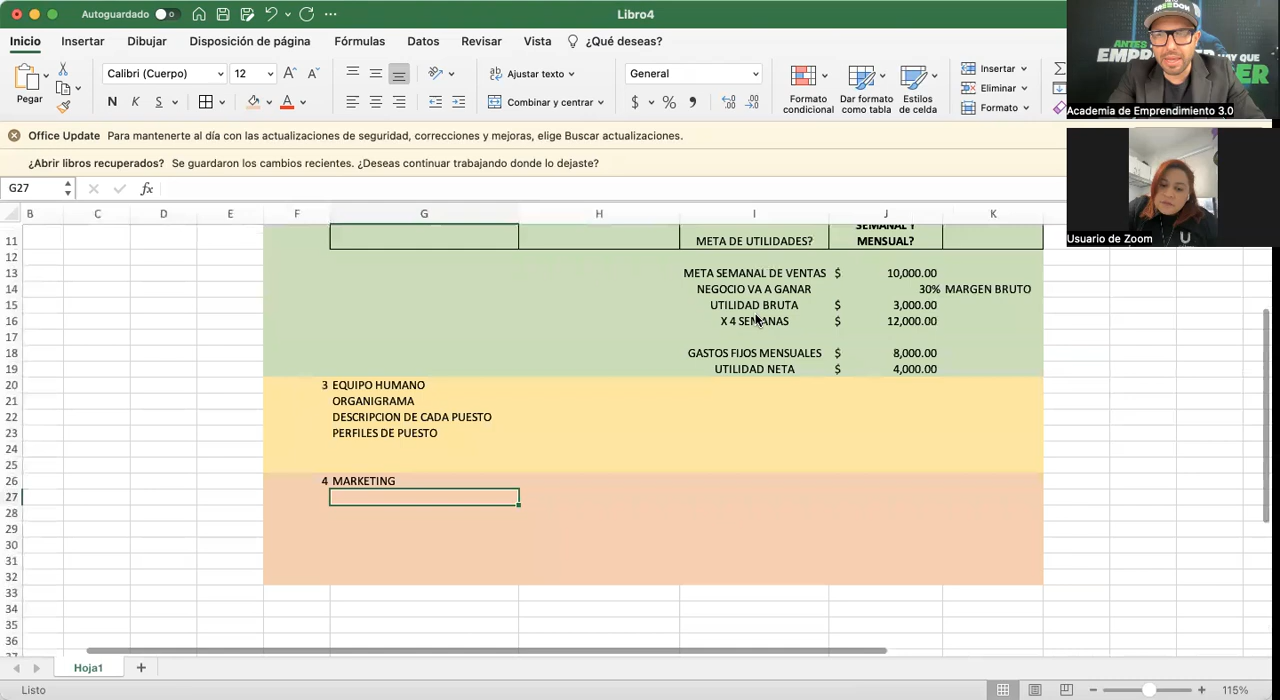 Autoguardado
Libro4
Inicio Insertar Dibujar Disposición de página Fórmulas Datos Revisar Vista ¿Qué deseas?
Pegar
Calibri (Cuerpo) 12
Ajustar texto
General
N K S
Combinar y centrar
$ %
Formato condicional
Dar formato como tabla
Estilos de celda
Insertar
Eliminar
Formato
Office Update Para mantenerte al día con las actualizaciones de seguridad, correcciones y mejoras, elige Buscar actualizaciones.
¿Abrir libros recuperados? Se guardaron los cambios recientes. ¿Deseas continuar trabajando donde lo dejaste?
G27 fx
B C D E F G H I J K
11 META DE UTILIDADES? SEMANAL Y MENSUAL?
12
13 META SEMANAL DE VENTAS $ 10,000.00
14 NEGOCIO VA A GANAR 30% MARGEN BRUTO
15 UTILIDAD BRUTA $ 3,000.00
16 X 4 SEMANAS $ 12,000.00
17
18 GASTOS FIJOS MENSUALES $ 8,000.00
19 UTILIDAD NETA $ 4,000.00
20 3 EQUIPO HUMANO
21 ORGANIGRAMA
22 DESCRIPCION DE CADA PUESTO
23 PERFILES DE PUESTO
24
25
26 4 MARKETING
27
28
29
30
31
32
33
34
35
36
Hoja1
Listo
115%
FREEDOM
ANTES
HAY QUE
Academia de Emprendimiento 3.0
Usuario de Zoom